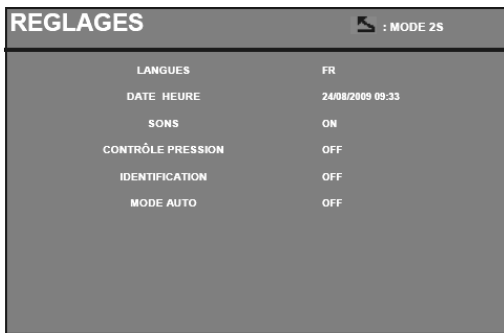 REGLAGES : MODE 2S
LANGUES FR
DATE HEURE 24/08/2009 09:33
SONS ON
CONTRÔLE PRESSION OFF
IDENTIFICATION OFF
MODE AUTO OFF